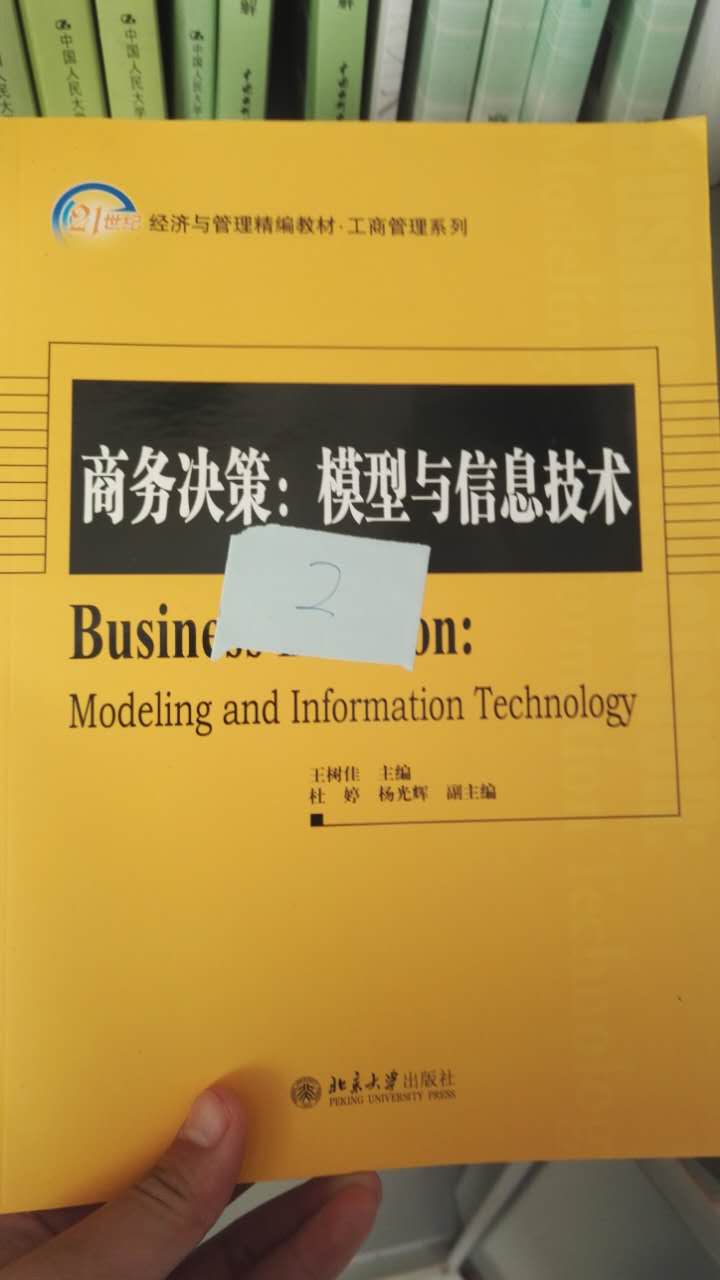 中国人民大
中国人民大学
中国人民大学
解
解
21世纪 经济与管理精编教材·工商管理系列
商务决策：模型与信息技术
2
Business on:
Modeling and Information Technology
王树佳 主编
杜 婷 杨光辉 副主编
北京大学出版社
PEKING UNIVERSITY PRESS